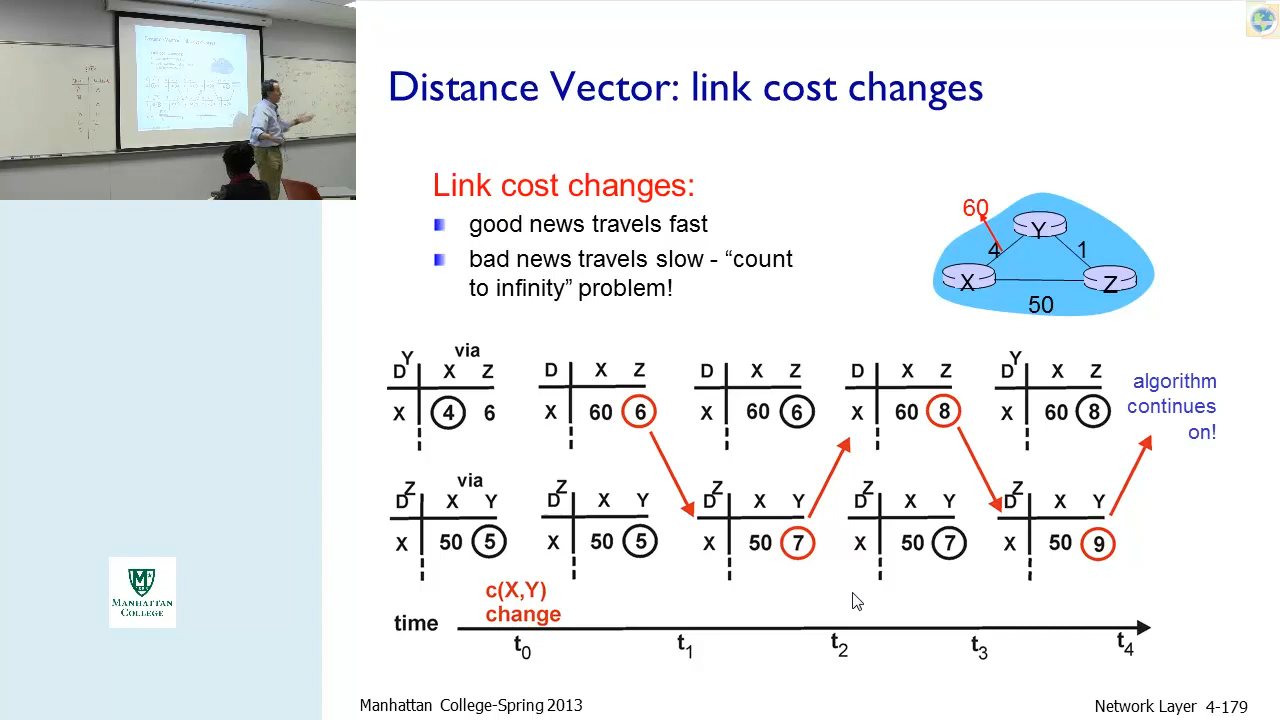 Distance Vector: link cost changes
Link cost changes:
good news travels fast
bad news travels slow - “count
to infinity” problem!
60
Y
4
1
X
Z
50
Y via
D X Z
X 4 6
D X Z
X 60 6
D X Z
X 60 6
D X Z
X 60 8
Y
D X Z
X 60 8
algorithm
continues
on!
Z via
D X Y
X 50 5
Z
D X Y
X 50 5
Z
D X Y
X 50 7
Z
D X Y
X 50 7
Z
D X Y
X 50 9
c(X,Y)
change
time
t0 t1 t2 t3 t4
MANHATTAN
COLLEGE
Manhattan College-Spring 2013
Network Layer 4-179